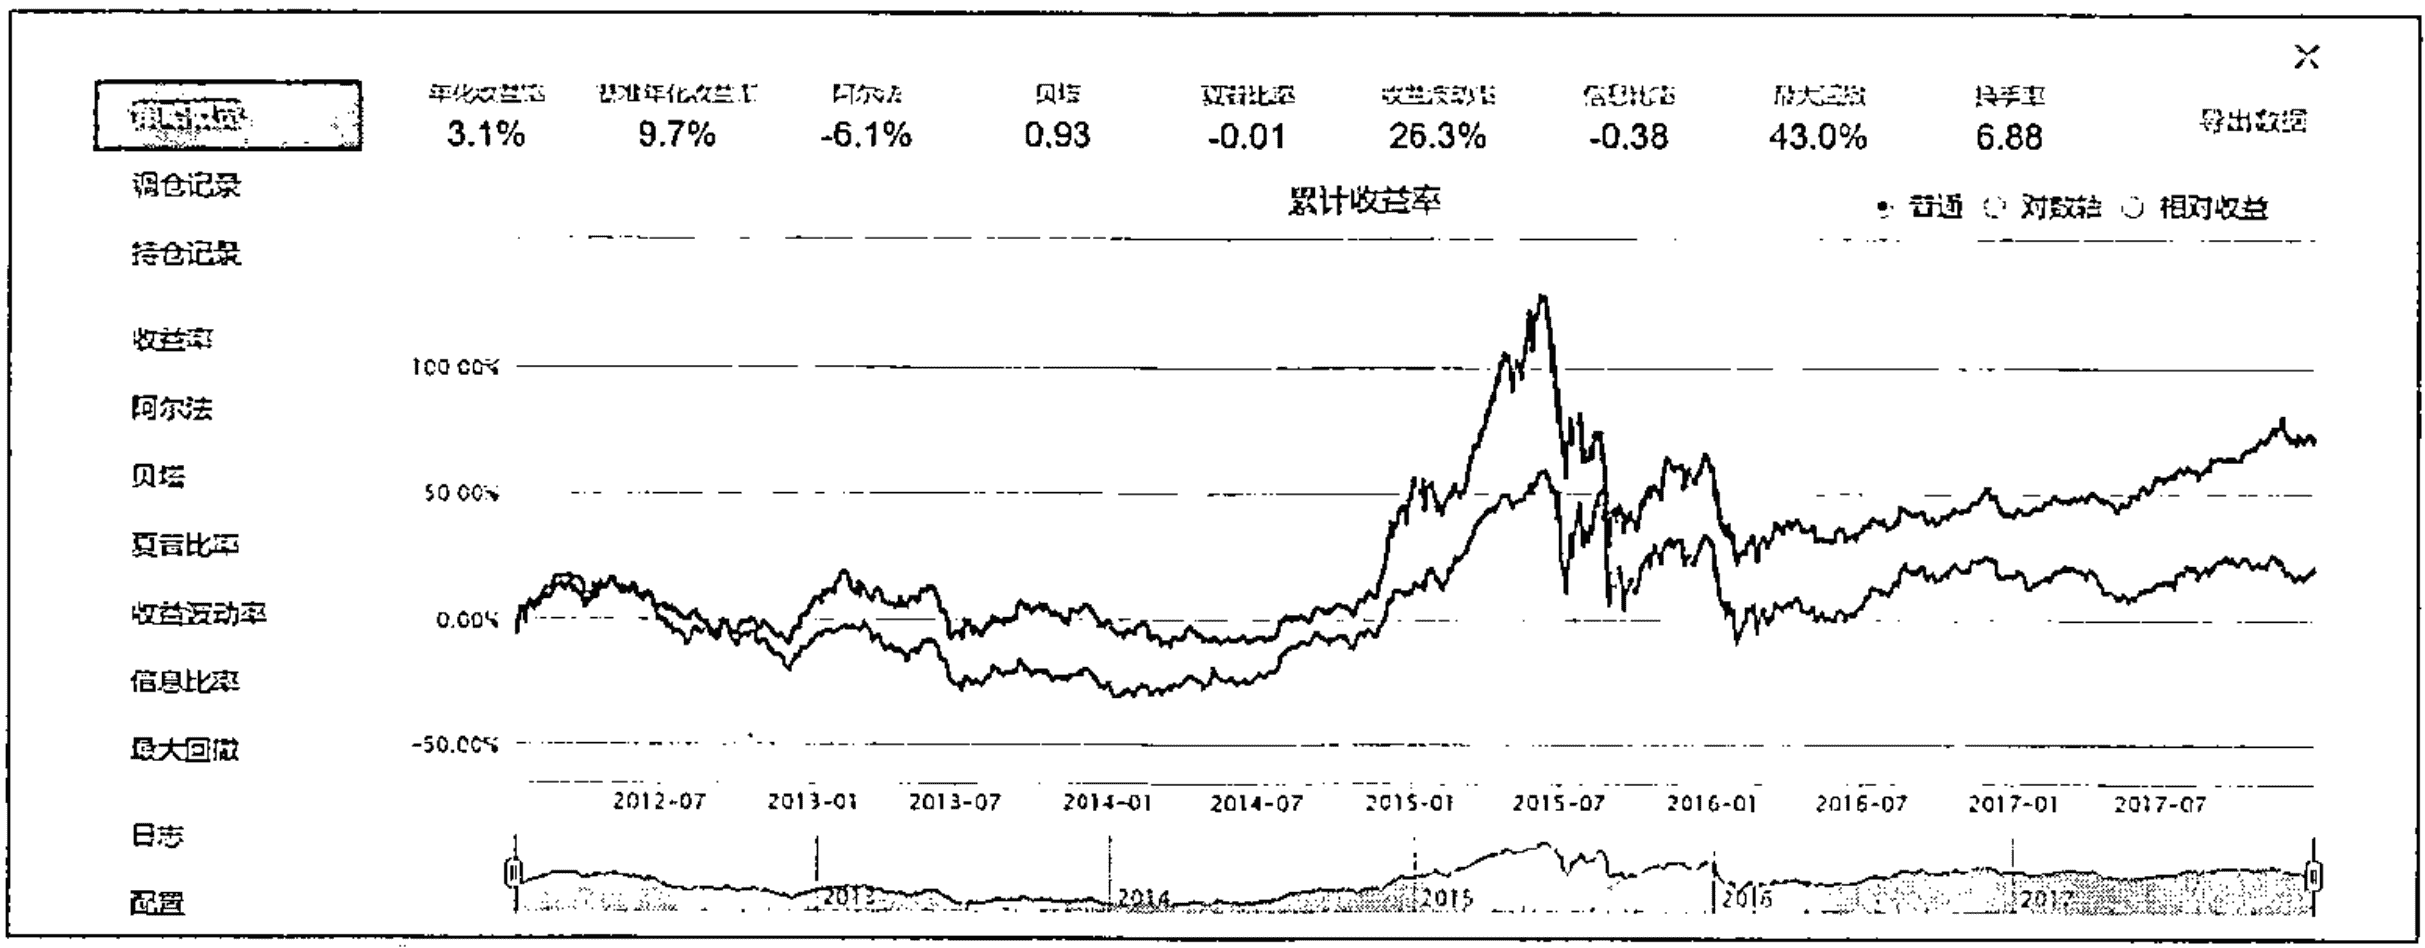 策略概览
年化收益率 基准年化收益率 阿尔法 贝塔 夏普比率 收益波动率 信息比率 最大回撤 换手率
3.1% 9.7% -6.1% 0.93 -0.01 26.3% -0.38 43.0% 6.88
导出数据
累计收益率
普通 对数轴 相对收益
调仓记录
持仓记录
收益率
阿尔法
贝塔
夏普比率
收益波动率
信息比率
最大回撤
日志
配置
100.00%
50.00%
0.00%
-50.00%
2012-07 2013-01 2013-07 2014-01 2014-07 2015-01 2015-07 2016-01 2016-07 2017-01 2017-07
2013 2014 2015 2016 2017